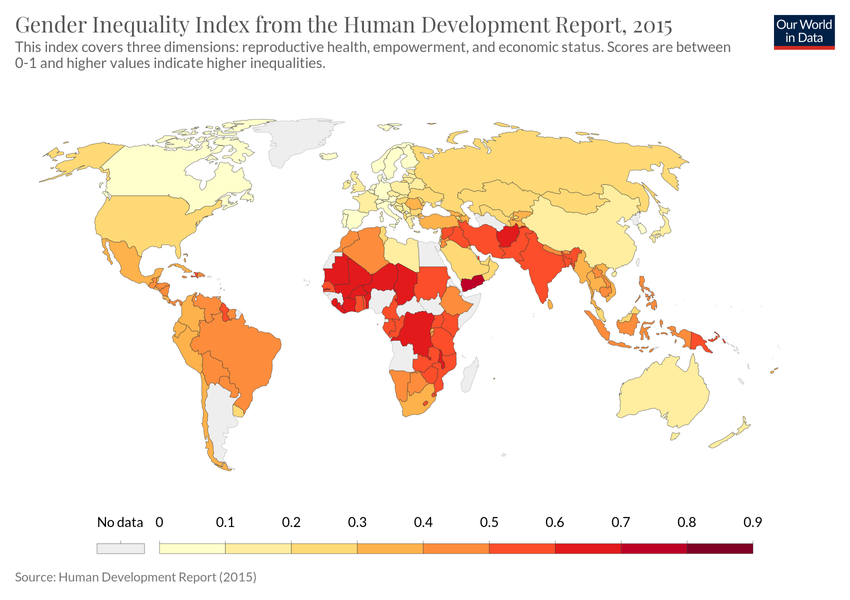 Gender Inequality Index from the Human Development Report, 2015
Our World
in Data
This index covers three dimensions: reproductive health, empowerment, and economic status. Scores are between
0-1 and higher values indicate higher inequalities.
No data 0 0.1 0.2 0.3 0.4 0.5 0.6 0.7 0.8 0.9
Source: Human Development Report (2015)